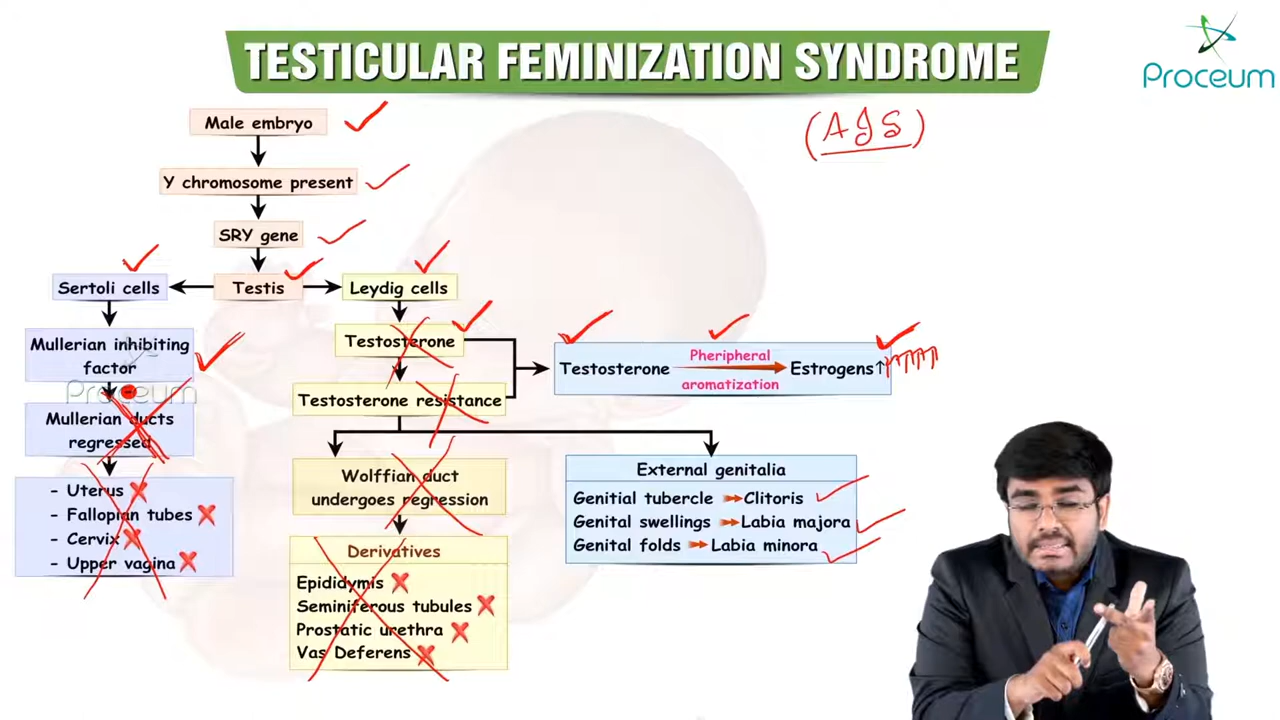 TESTICULAR FEMINIZATION SYNDROME
Proceum
(AIS)
Male embryo
Y chromosome present
SRY gene
Sertoli cells
Testis
Leydig cells
Mullerian inhibiting
factor
Proceum
Mullerian ducts
regressed
- Uterus
- Fallopian tubes
- Cervix
- Upper vagina
Testosterone
Testosterone resistance
Testosterone
Pheripheral
aromatization
Estrogens↑
Wolffian duct
undergoes regression
Derivatives
Epididymis
Seminiferous tubules
Prostatic urethra
Vas Deferens
External genitalia
Genitial tubercle Clitoris
Genital swellings Labia majora
Genital folds Labia minora